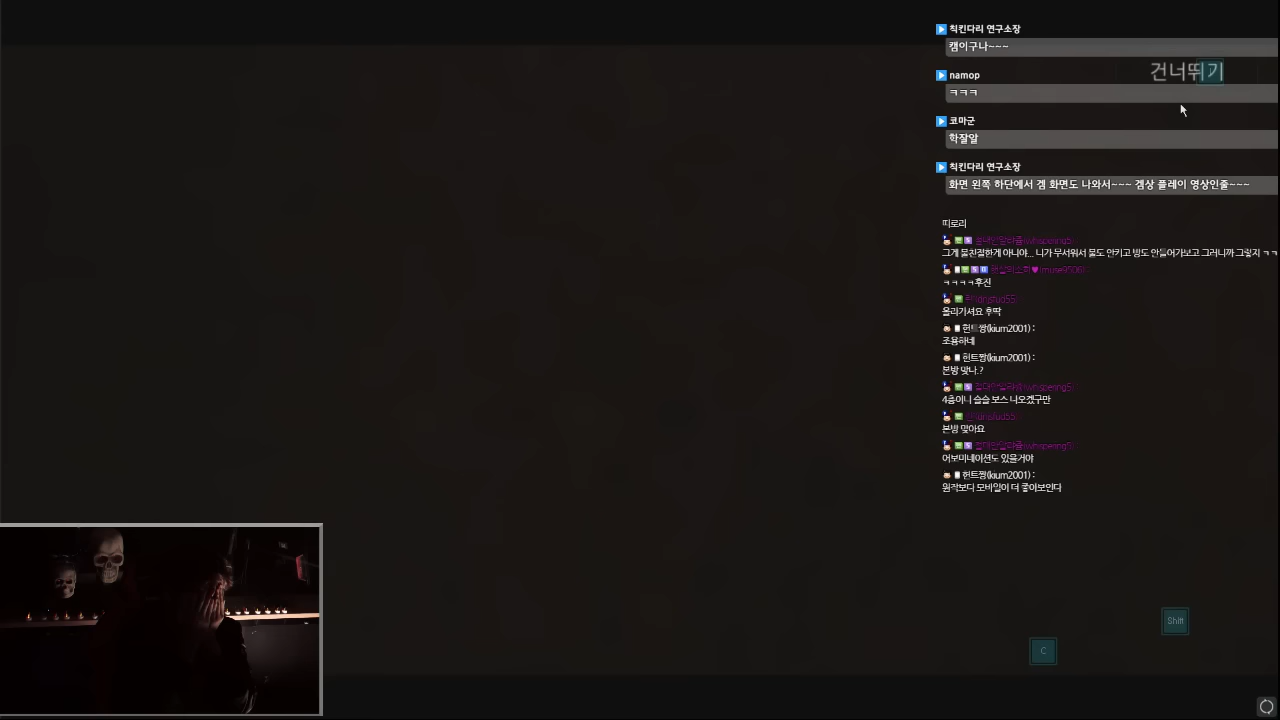 칙킨다리 연구소장
캠이구나~~~
건너뛰기
namop
ㅋㅋㅋ
코마군
학잘알
칙킨다리 연구소장
화면 왼쪽 하단에서 겜 화면도 나와서~~~ 겜상 플레이 영상인줄~~~
띠로리
그게 불친절한게 아니야... 니가 무서워서 불도 안키고 방도 안들어가보고 그러니까 그렇지 ㅋㅋ
ㅋㅋㅋㅋ후진
올리기셔요 후딱
헌트짱(kium2001) :
조용하네
헌트짱(kium2001) :
본방 맞나.?
4층이니 슬슬 보스 나오겠구만
본방 맞아요
어보미네이션도 있을거야
헌트짱(kium2001) :
원작보다 모바일이 더 좋아보인다
Shift
C